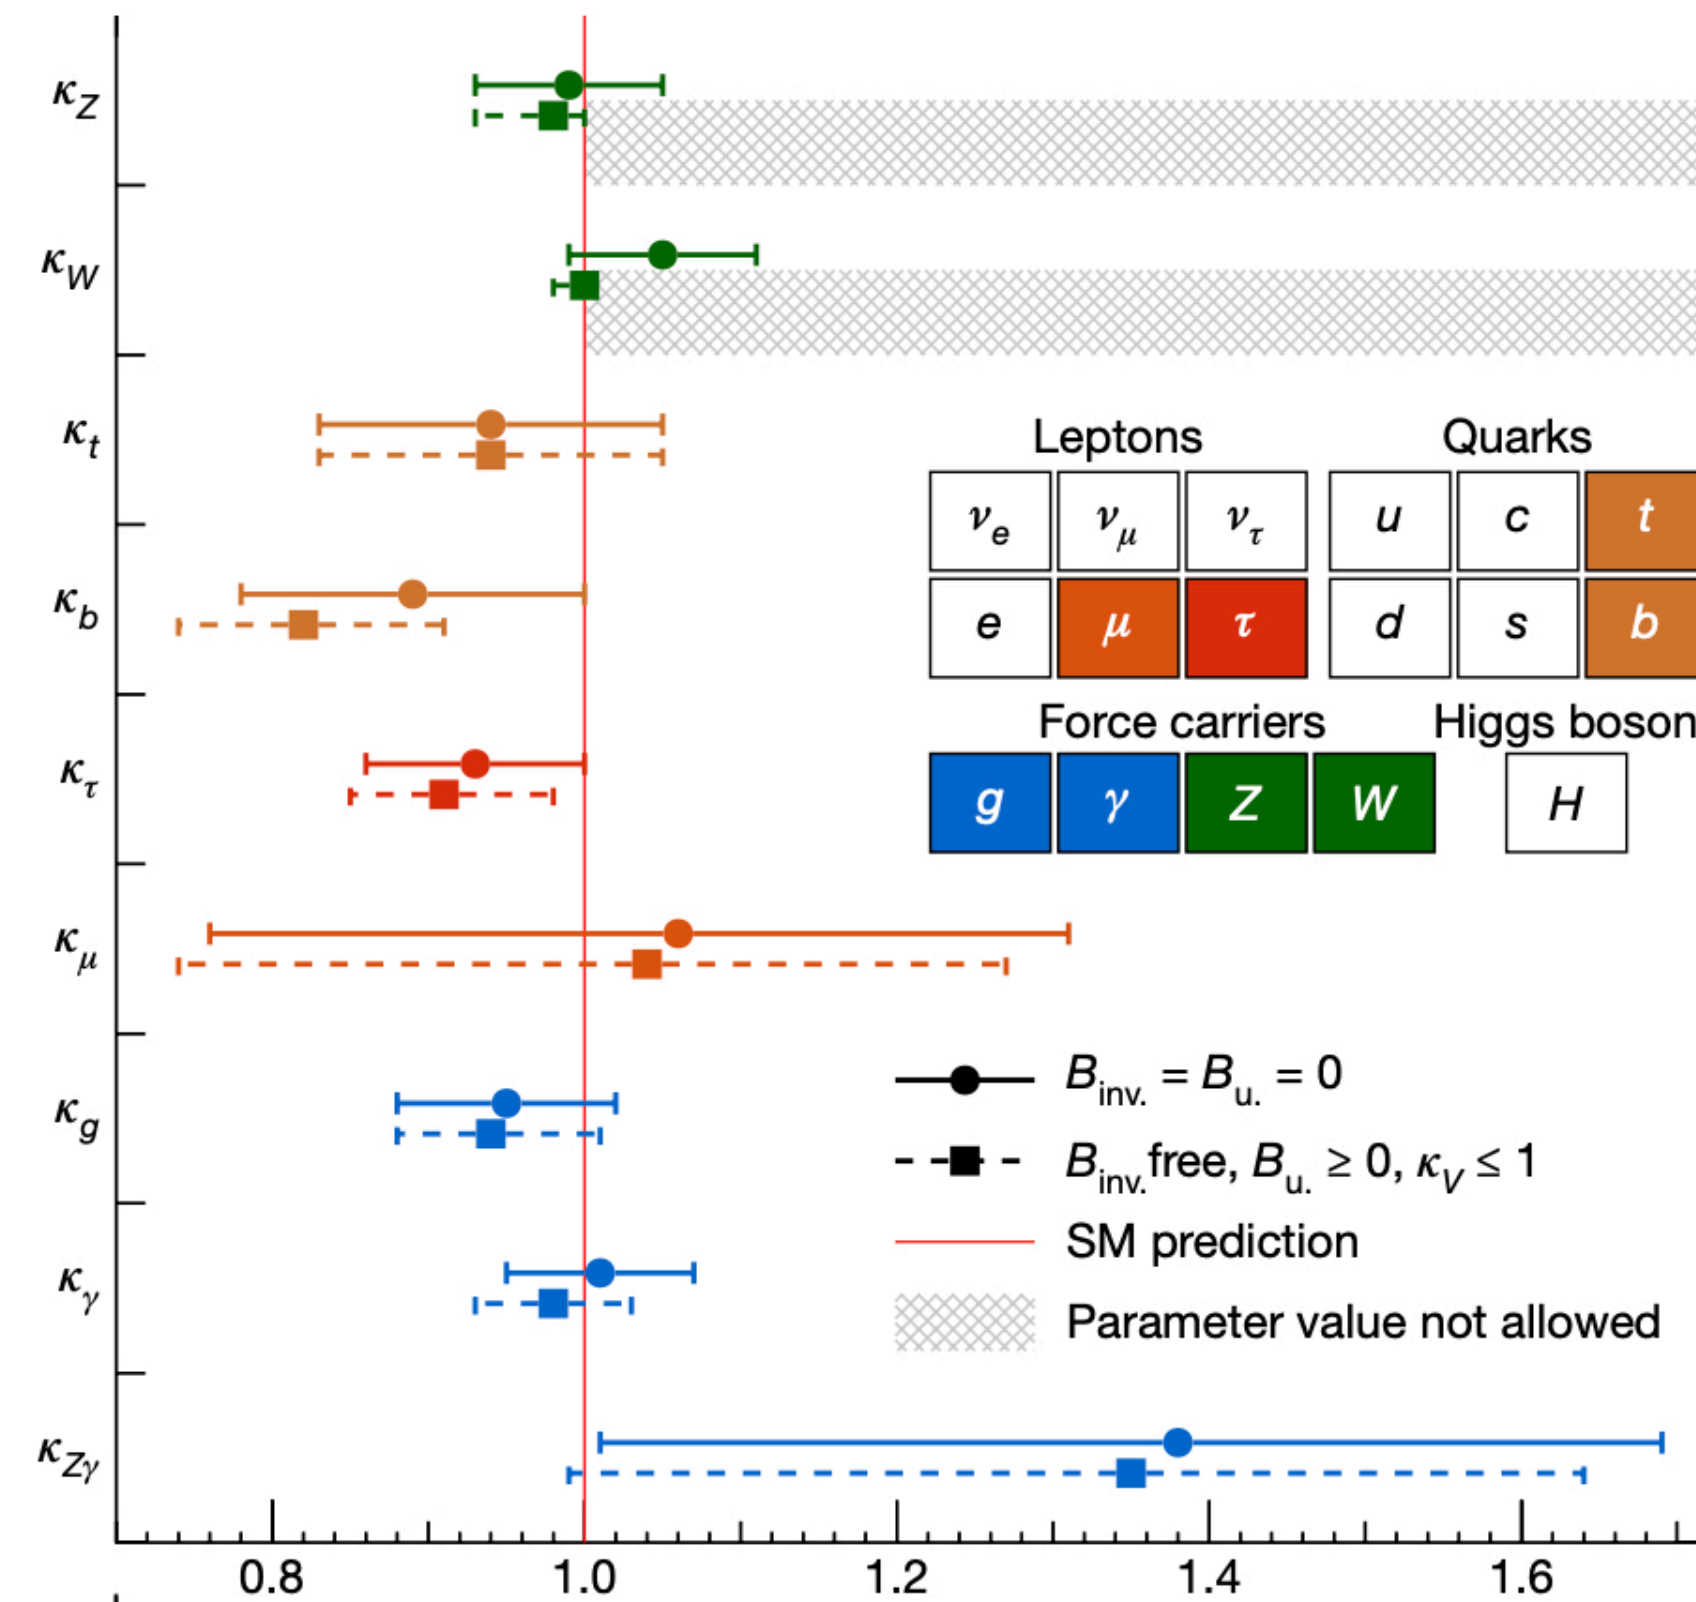 κZ
κW
κt
κb
κτ
κμ
κg
κγ
κZγ
Leptons Quarks
νe νμ ντ u c t
e μ τ d s b
Force carriers Higgs boson
g γ Z W H
Binv. = Bu. = 0
Binv. free, Bu. ≥ 0, κV ≤ 1
SM prediction
Parameter value not allowed
0.8 1.0 1.2 1.4 1.6